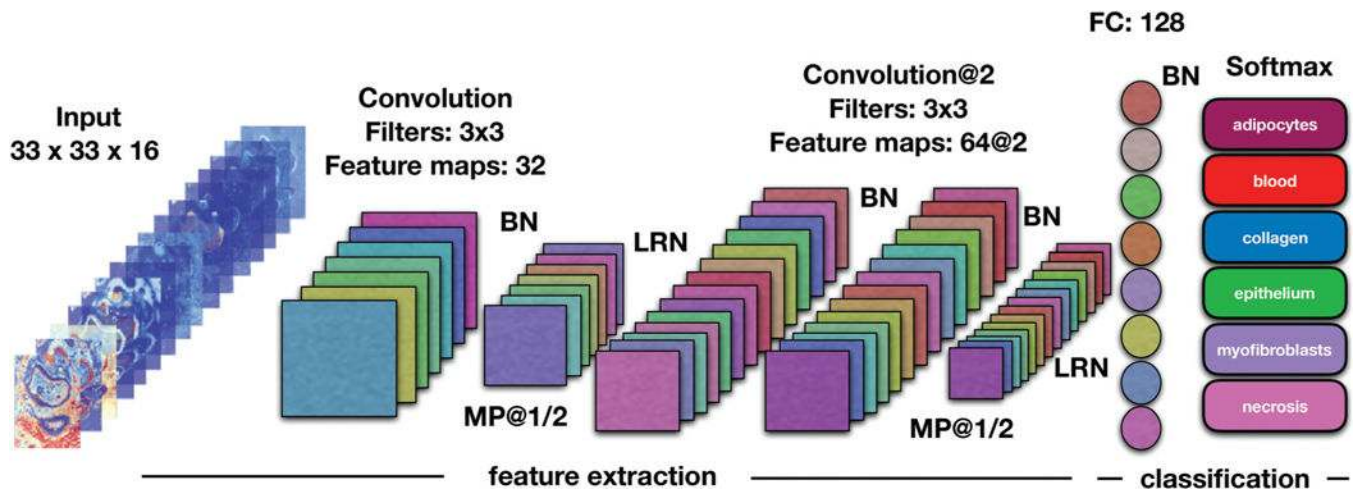 FC: 128
Input
33 x 33 x 16
Convolution
Filters: 3x3
Feature maps: 32
BN
MP@1/2
LRN
Convolution@2
Filters: 3x3
Feature maps: 64@2
BN
BN
MP@1/2
LRN
BN
Softmax
adipocytes
blood
collagen
epithelium
myofibroblasts
necrosis
feature extraction
classification